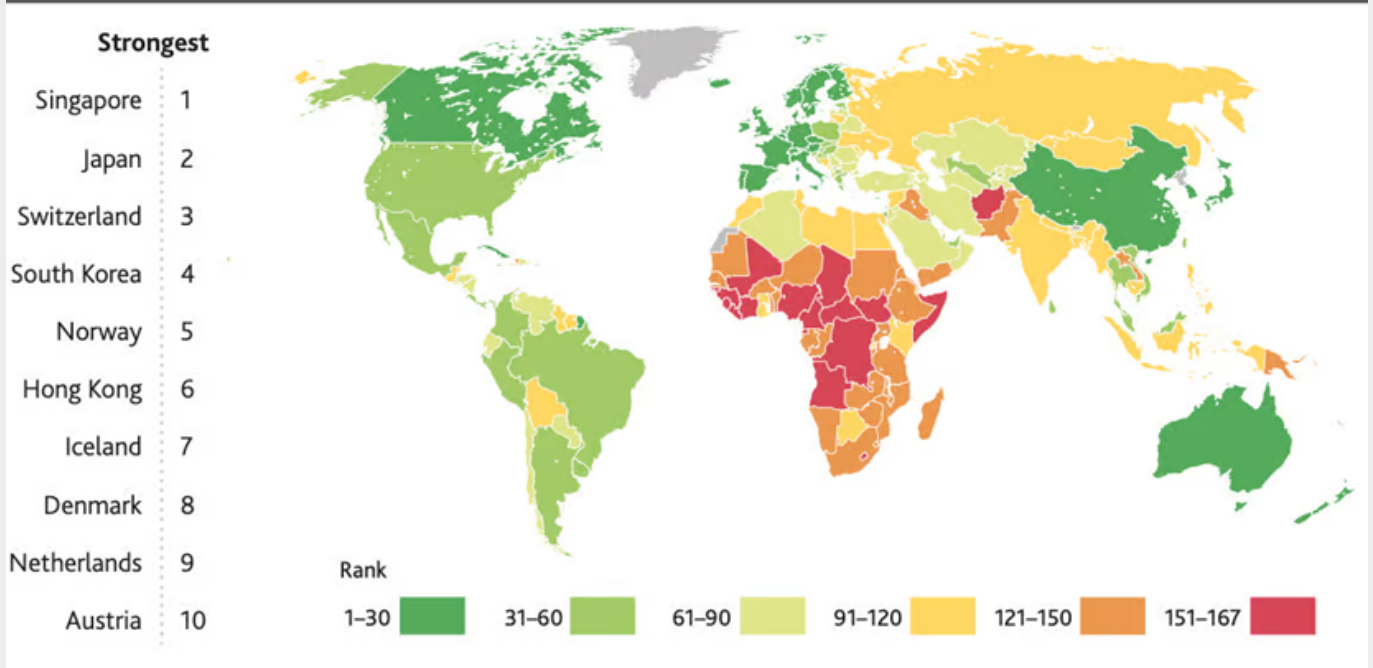 Strongest
Singapore 1
Japan 2
Switzerland 3
South Korea 4
Norway 5
Hong Kong 6
Iceland 7
Denmark 8
Netherlands 9
Austria 10
Rank
1–30 31–60 61–90 91–120 121–150 151–167